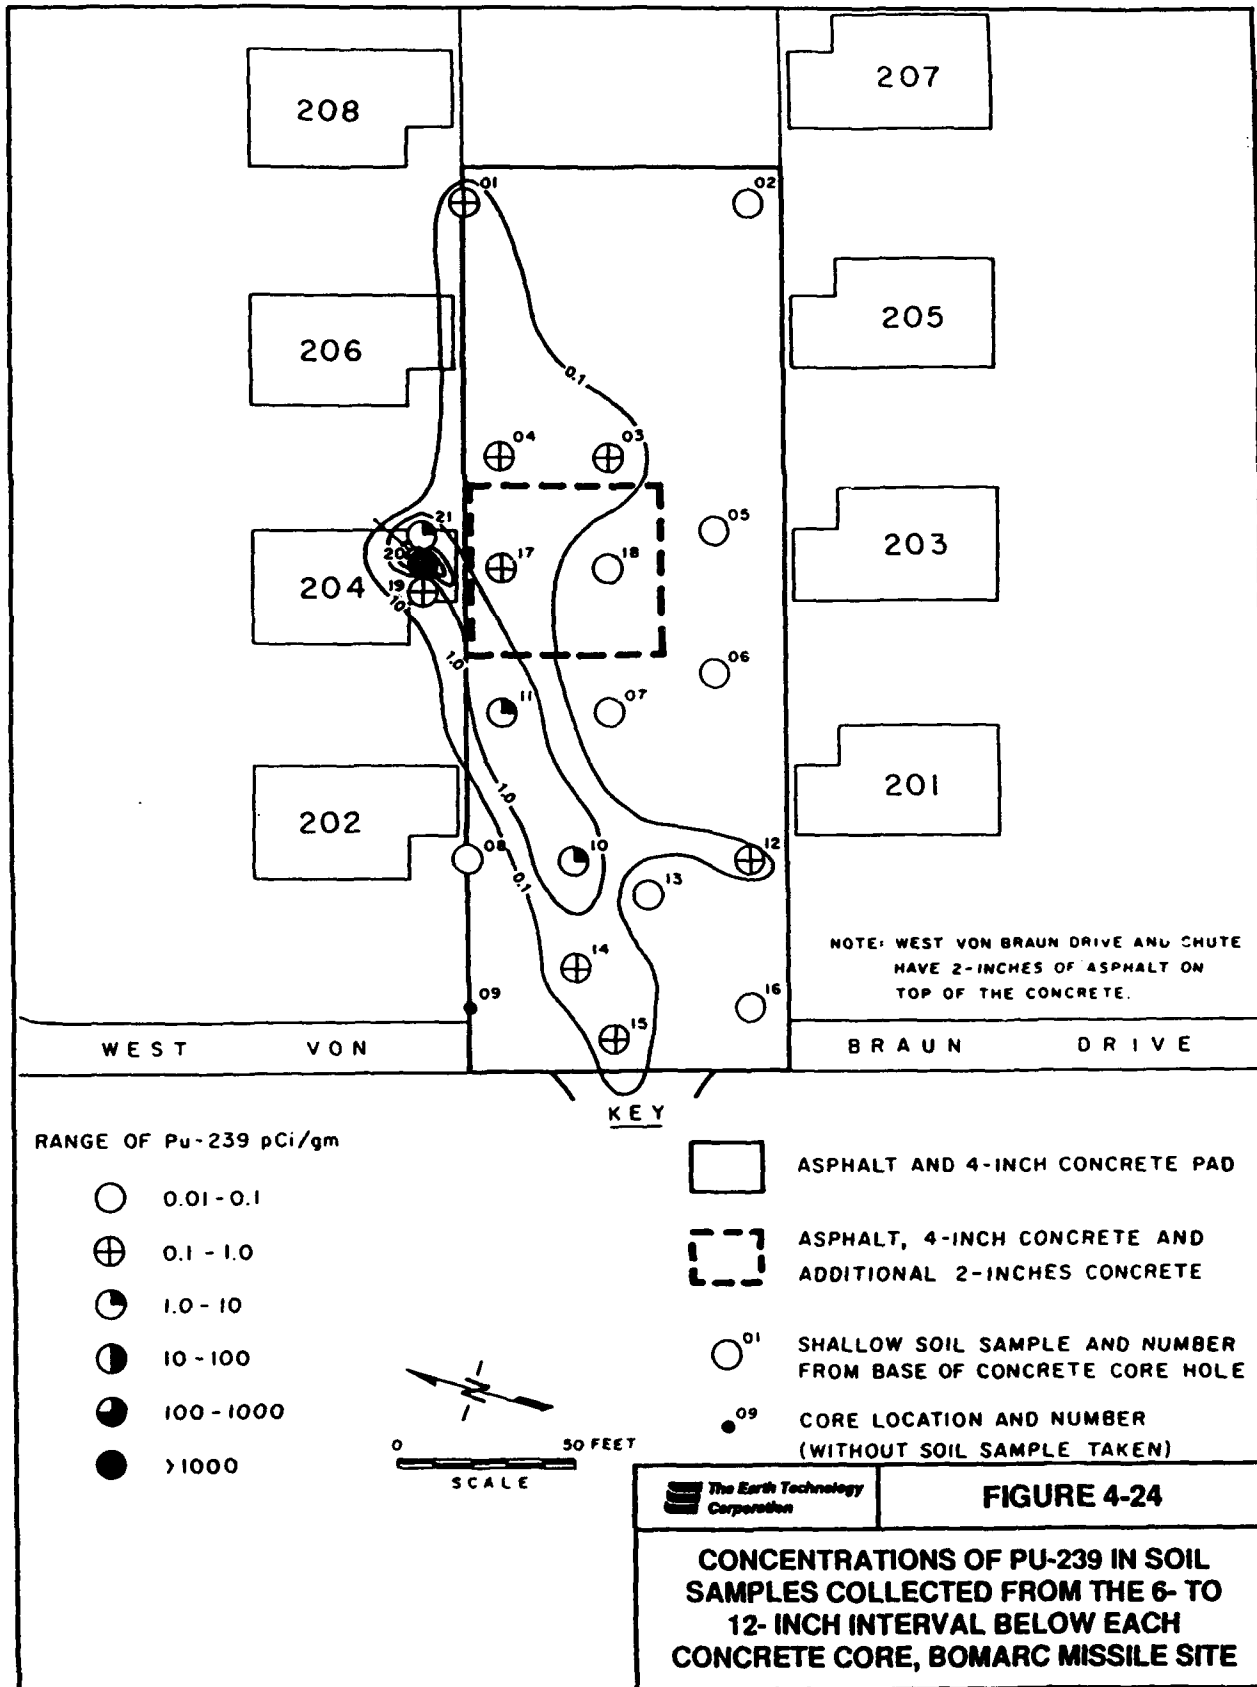 208
207
01
02
206
205
0.1
04
03
21
05
20
17
18
204
203
19
10
1.0
06
11
07
1.0
202
201
08
10
12
0.1
13
14
NOTE: WEST VON BRAUN DRIVE AND CHUTE
HAVE 2-INCHES OF ASPHALT ON
TOP OF THE CONCRETE.
09
16
15
WEST VON BRAUN DRIVE
KEY
RANGE OF Pu-239 pCi/gm
0.01 - 0.1
0.1 - 1.0
1.0 - 10
10 - 100
100 - 1000
>1000
N
0 50 FEET
SCALE
ASPHALT AND 4-INCH CONCRETE PAD
ASPHALT, 4-INCH CONCRETE AND
ADDITIONAL 2-INCHES CONCRETE
01
SHALLOW SOIL SAMPLE AND NUMBER
FROM BASE OF CONCRETE CORE HOLE
09
CORE LOCATION AND NUMBER
(WITHOUT SOIL SAMPLE TAKEN)
The Earth Technology
Corporation
FIGURE 4-24
CONCENTRATIONS OF PU-239 IN SOIL
SAMPLES COLLECTED FROM THE 6- TO
12- INCH INTERVAL BELOW EACH
CONCRETE CORE, BOMARC MISSILE SITE